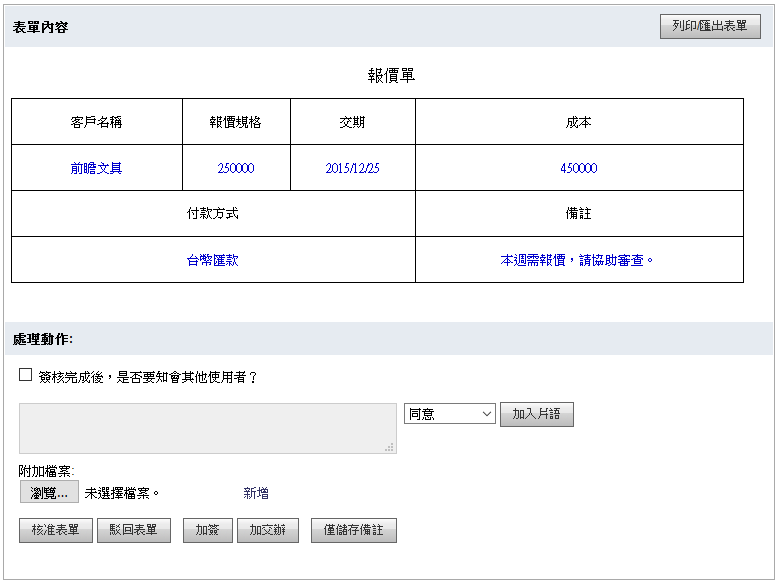 表單內容
列印/匯出表單
報價單
客戶名稱 報價規格 交期 成本
前瞻文具 250000 2015/12/25 450000
付款方式 備註
台幣匯款 本週需報價，請協助審查。
處理動作:
簽核完成後，是否要知會其他使用者？
同意 加入片語
附加檔案:
瀏覽... 未選擇檔案。 新增
核准表單 駁回表單 加簽 加交辦 僅儲存備註